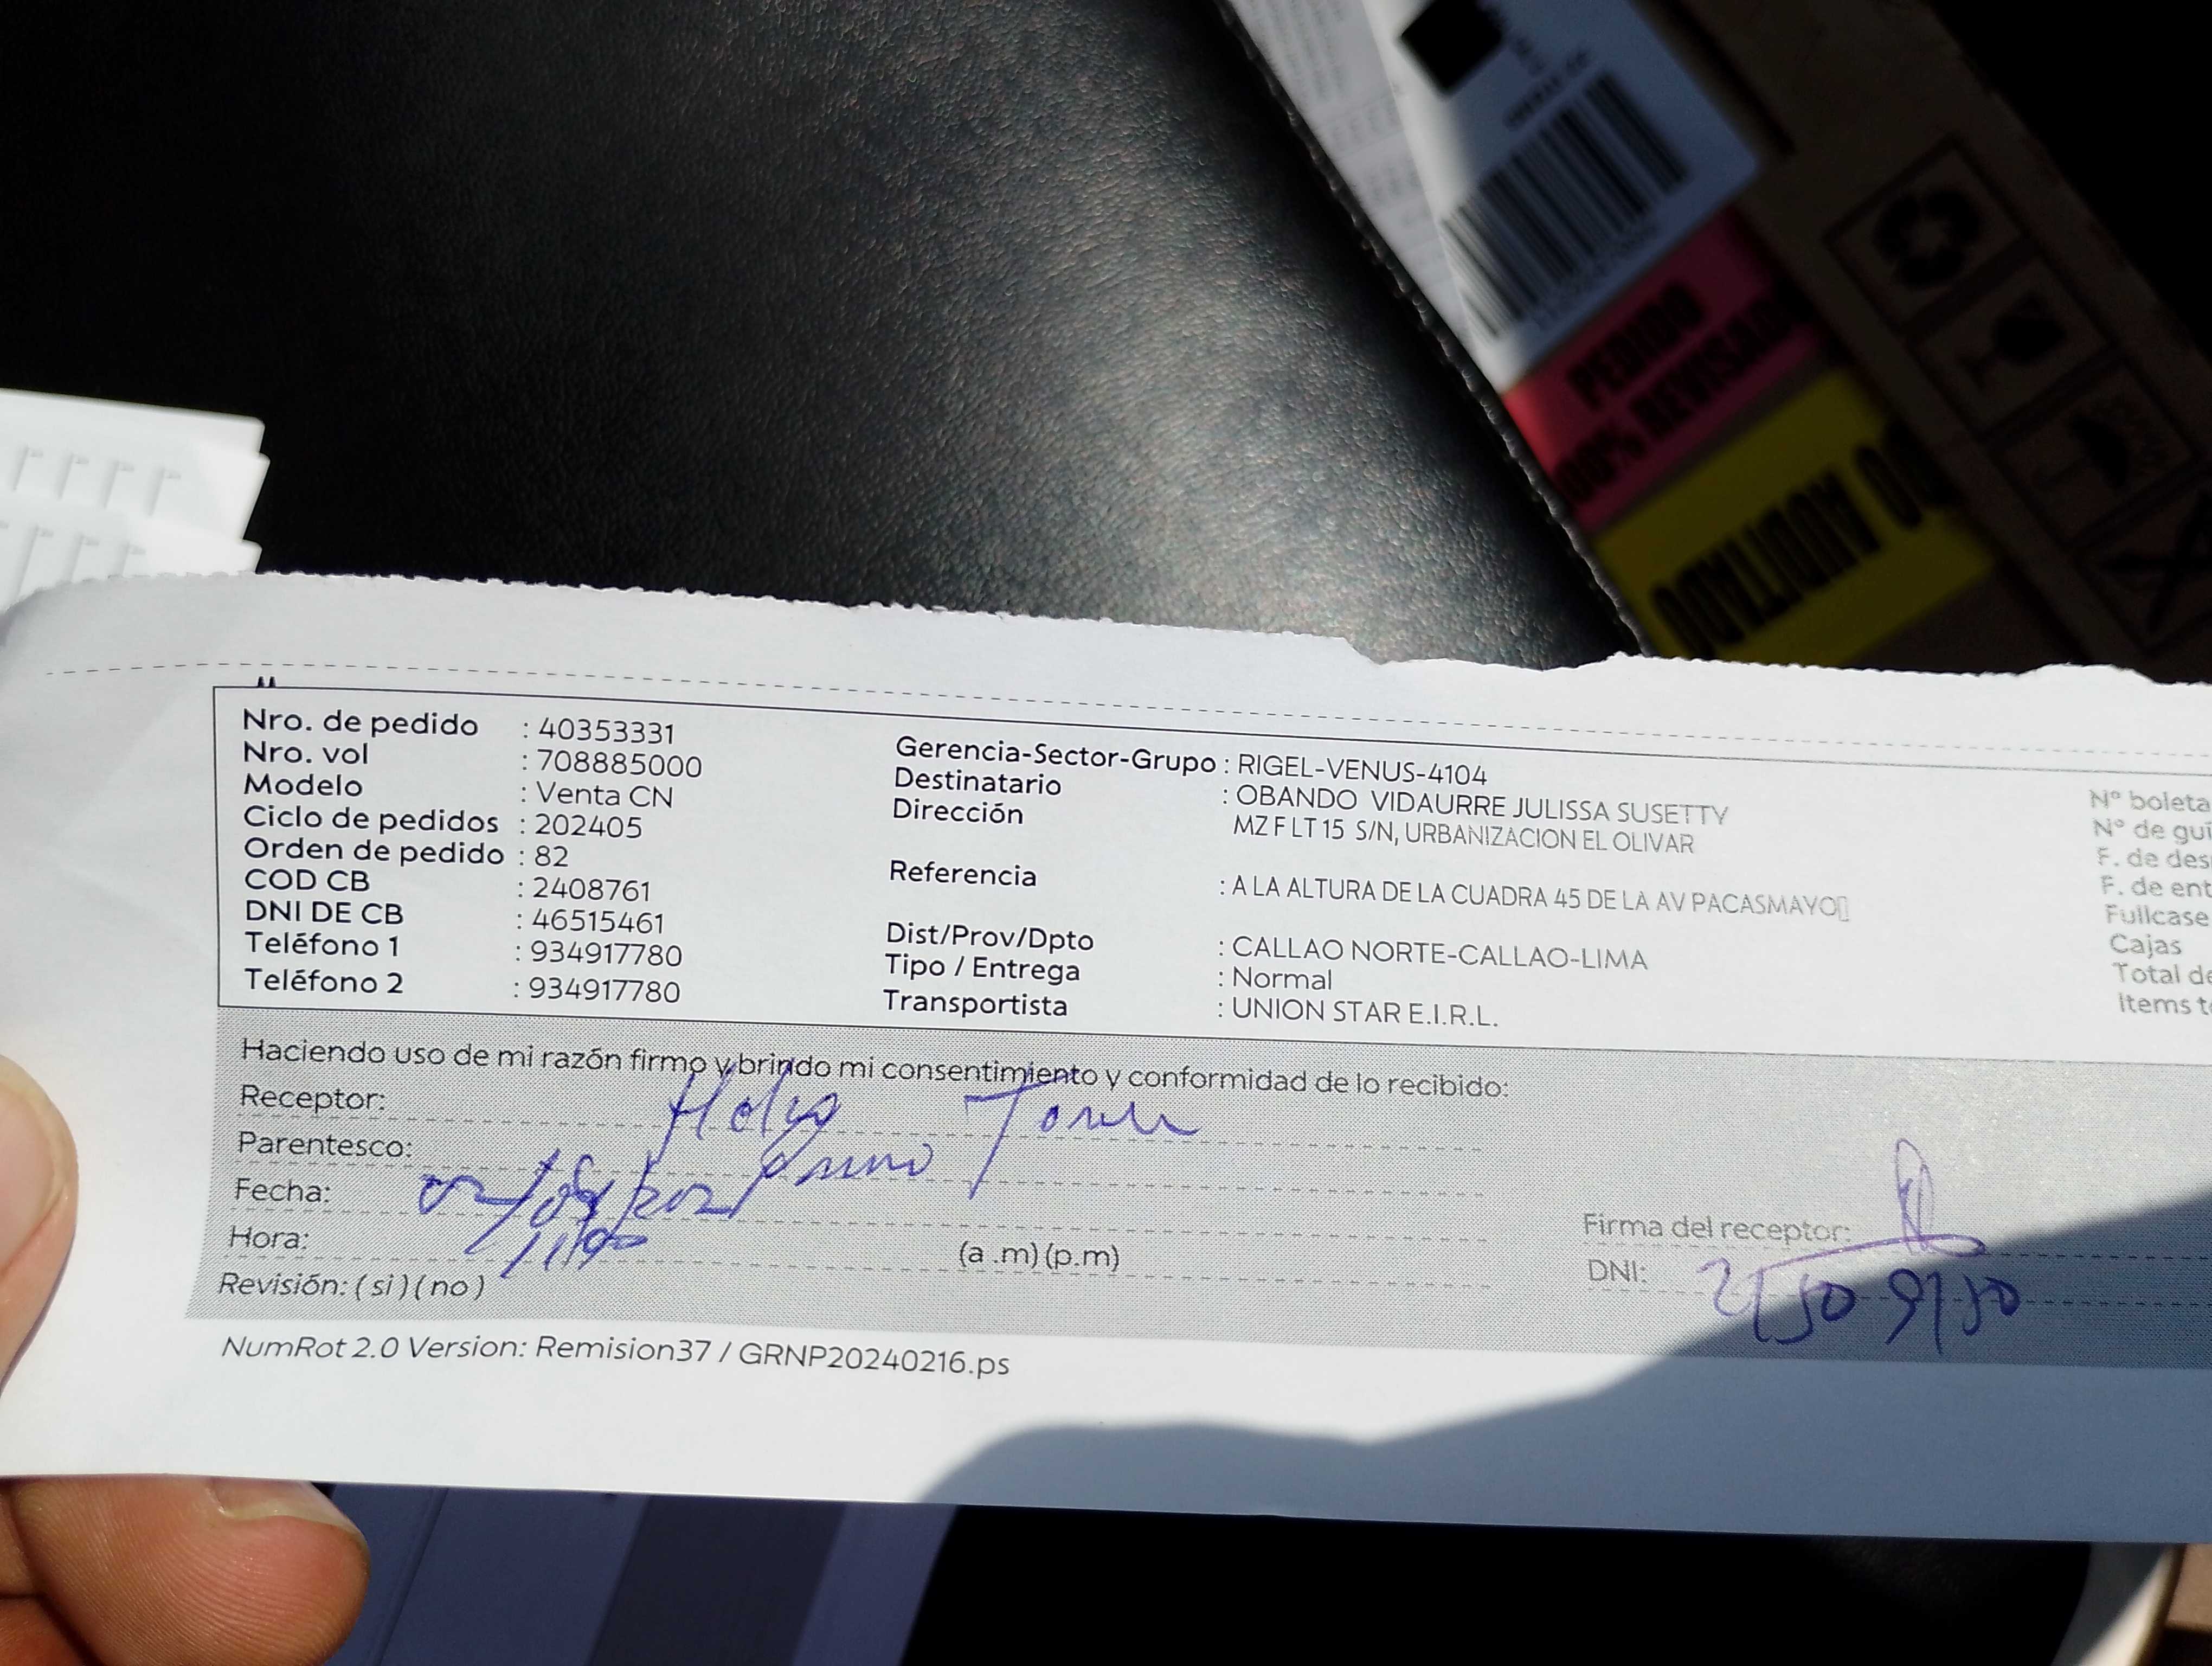 PEDIDO
100% REVISADO
DO AUDITADO
Nro. de pedido : 40353331
Nro. vol : 708885000
Modelo : Venta CN
Ciclo de pedidos : 202405
Orden de pedido : 82
COD CB : 2408761
DNI DE CB : 46515461
Teléfono 1 : 934917780
Teléfono 2 : 934917780
Gerencia-Sector-Grupo : RIGEL-VENUS-4104
Destinatario : OBANDO VIDAURRE JULISSA SUSETTY
Dirección MZ F LT 15 S/N, URBANIZACION EL OLIVAR
Referencia : A LA ALTURA DE LA CUADRA 45 DE LA AV PACASMAYO
Dist/Prov/Dpto : CALLAO NORTE-CALLAO-LIMA
Tipo / Entrega : Normal
Transportista : UNION STAR E.I.R.L.
Nº boleta
Nº de guí
F. de des
F. de ent
Fullcase
Cajas
Total de
Items t
Haciendo uso de mi razón firmo y brindo mi consentimiento y conformidad de lo recibido:
Receptor:
Parentesco:
Fecha:
Hora: (a .m) (p.m)
Revisión: ( si ) ( no )
Firma del receptor:
DNI:
NumRot 2.0 Version: Remision37 / GRNP20240216.ps